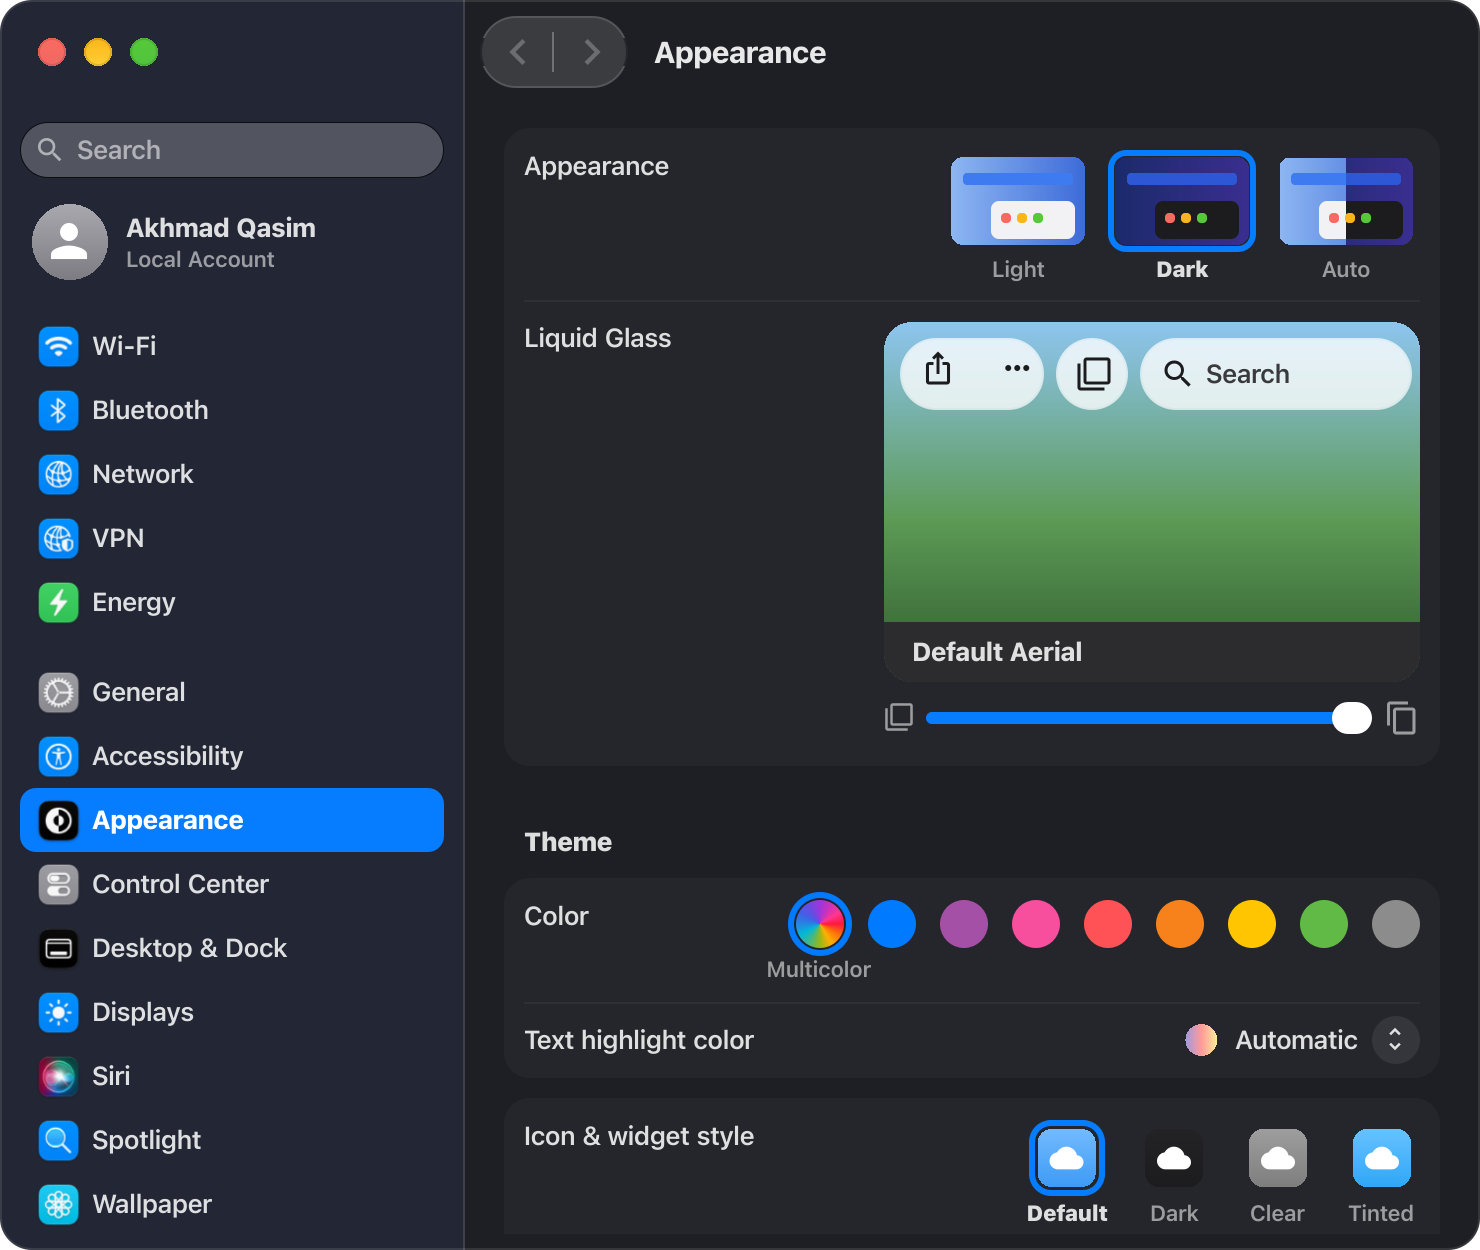 Appearance
Search
Akhmad Qasim
Local Account
Wi-Fi
Bluetooth
Network
VPN
Energy
General
Accessibility
Appearance
Control Center
Desktop & Dock
Displays
Siri
Spotlight
Wallpaper
Appearance
Light
Dark
Auto
Liquid Glass
Search
Default Aerial
Theme
Color
Multicolor
Text highlight color
Automatic
Icon & widget style
Default
Dark
Clear
Tinted